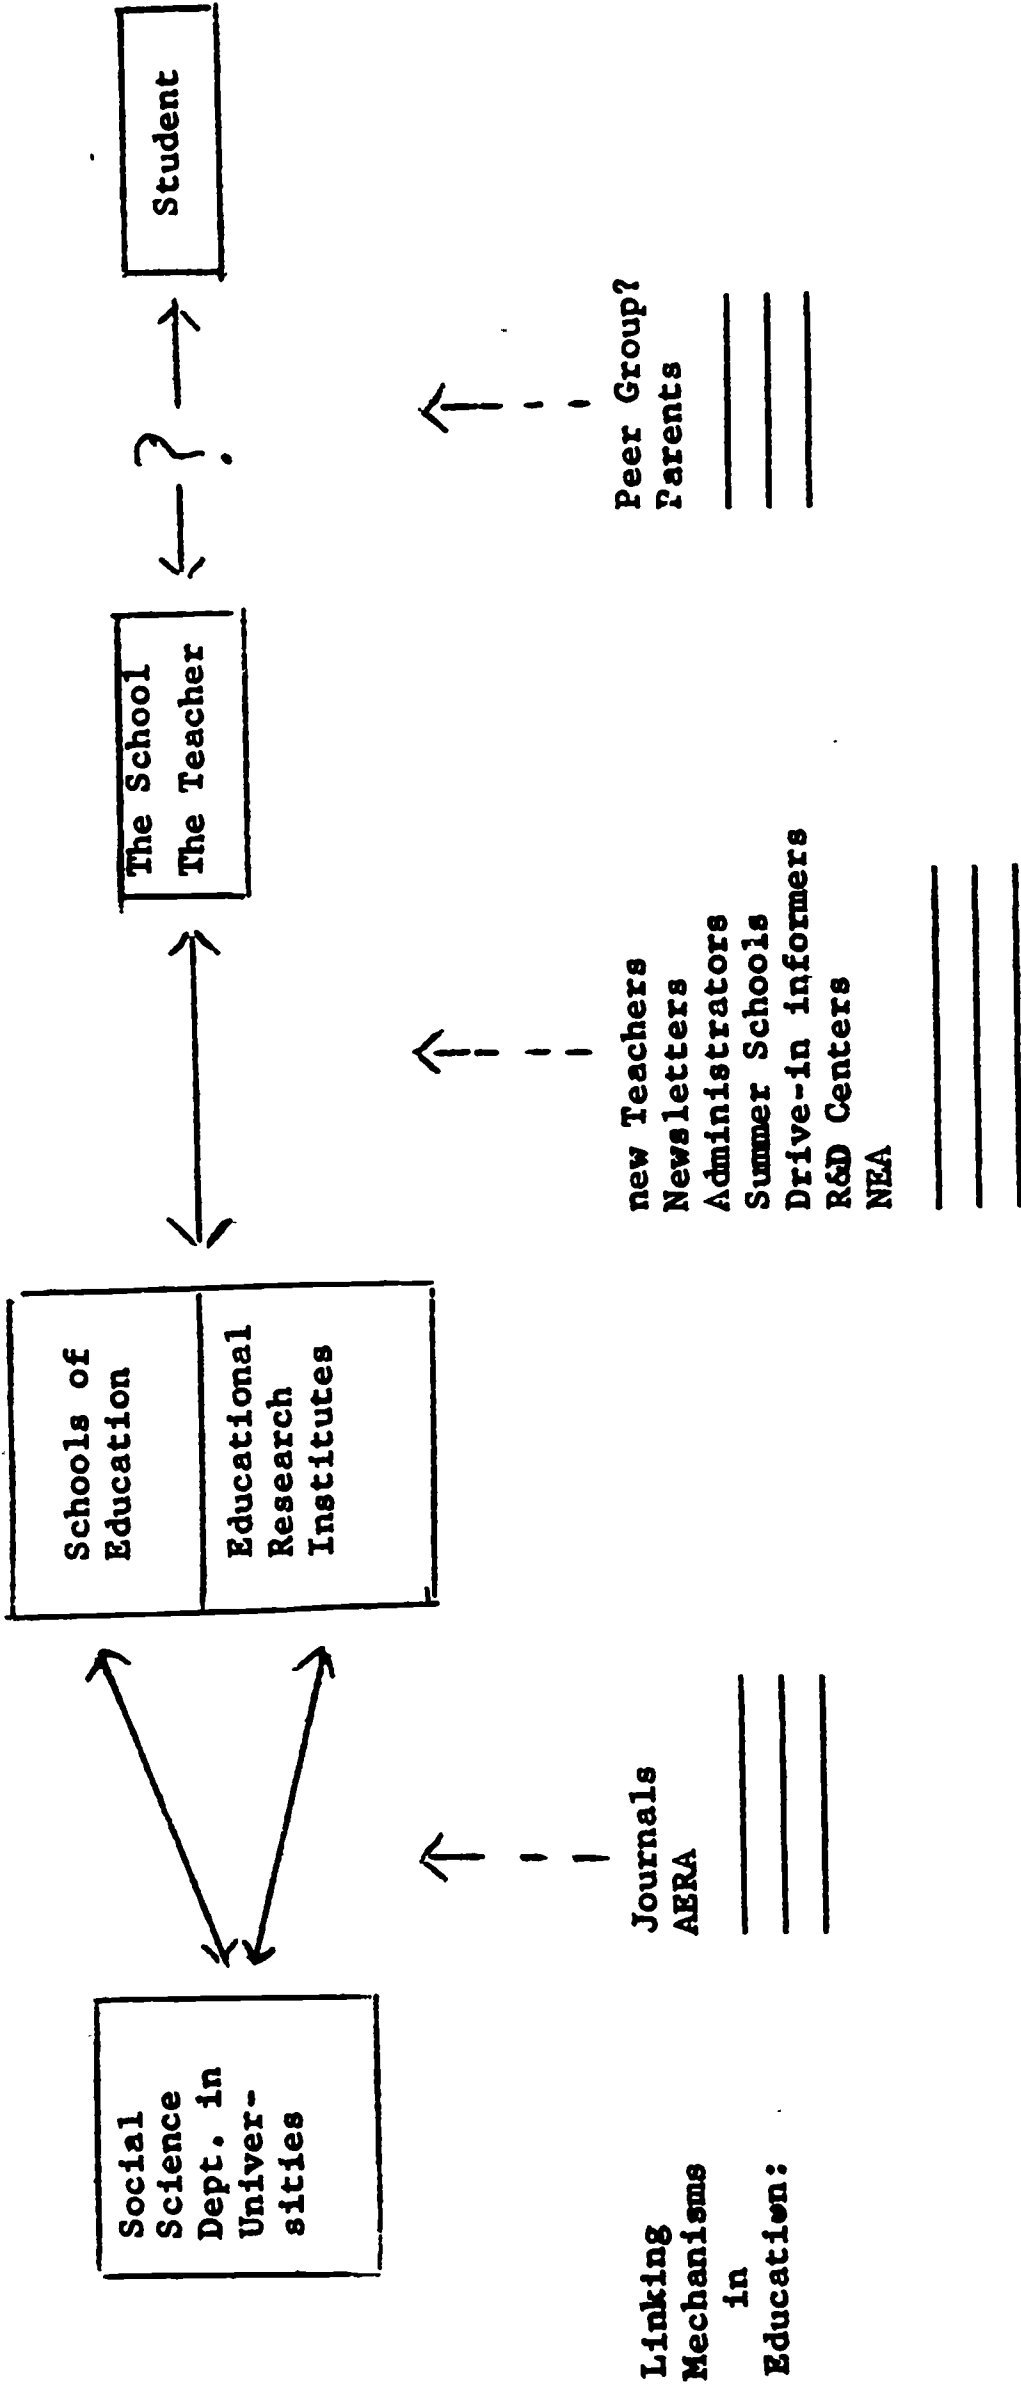 Social
Science
Dept. in
Univer-
sities
Schools of
Education
Educational
Research
Institutes
The School
The Teacher
?
Student
Linking
Mechanisms
in
Education:
Journals
AERA
new Teachers
Newsletters
Administrators
Summer Schools
Drive-in informers
R&D Centers
NEA
Peer Group?
Parents